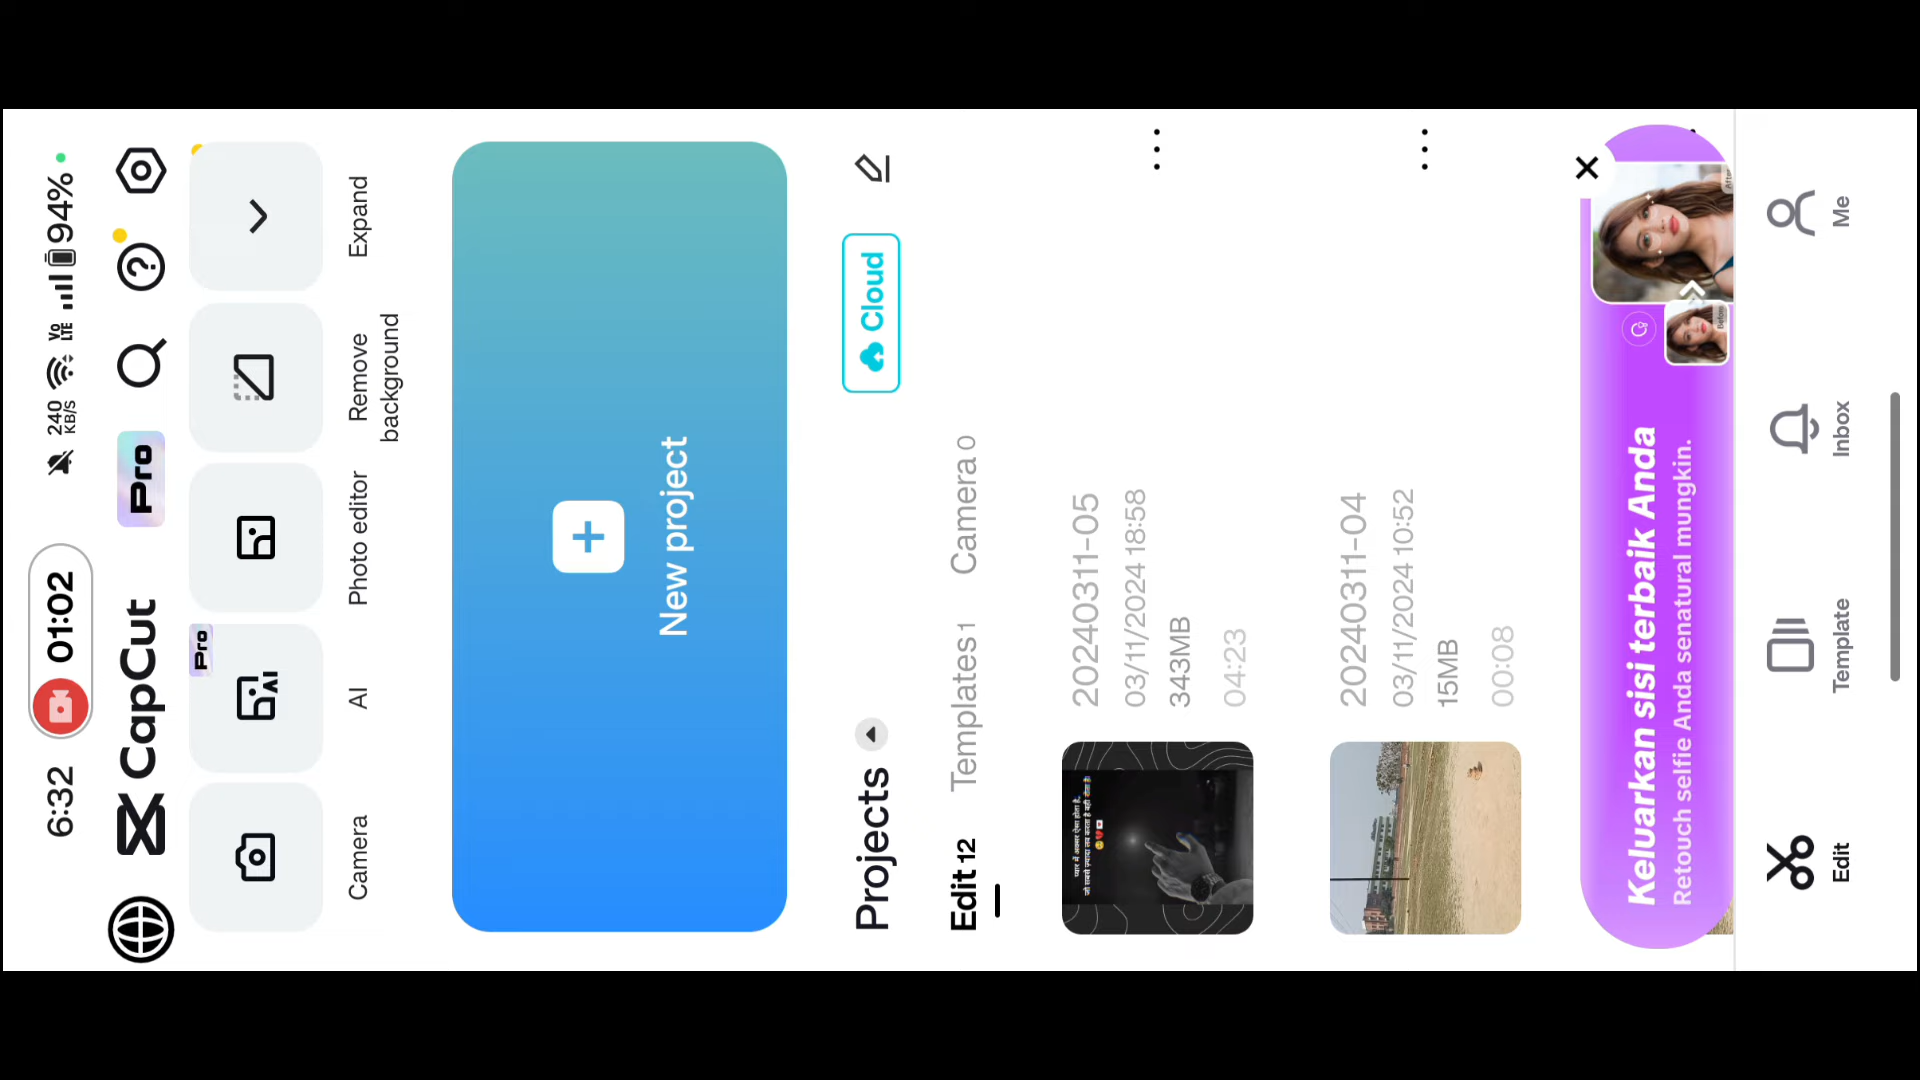 6:32
01:02
240 KB/S
Vo LTE
94%
CapCut
Pro
Camera
AI
Pro
Photo editor
Remove background
Expand
New project
Projects
Cloud
Edit 12
Templates 1
Camera 0
20240311-05
03/11/2024 18:58
343MB
04:23
20240311-04
03/11/2024 10:52
15MB
00:08
Keluarkan sisi terbaik Anda
Retouch selfie Anda senatural mungkin.
Before
Edit
Template
Inbox
Me